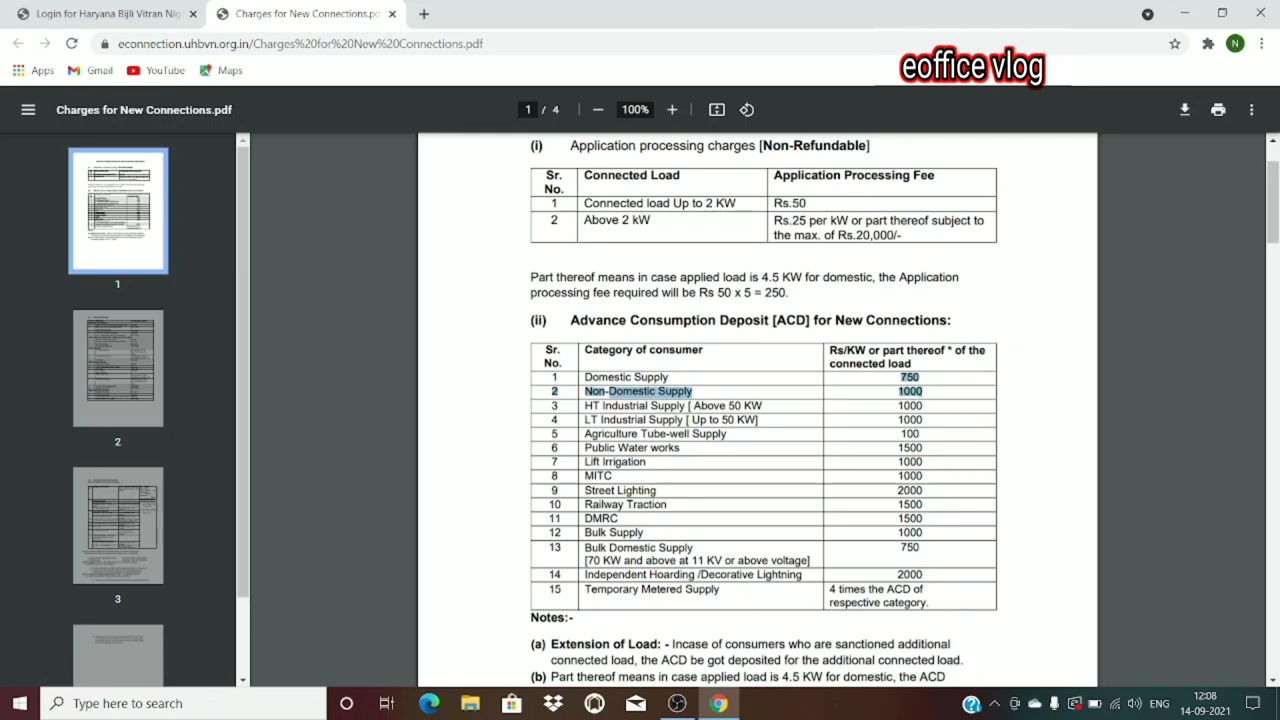 Login for Haryana Bijli Vitran Nig
Charges for New Connections.pd
econnection.uhbvn.org.in/Charges%20for%20New%20Connections.pdf
N
Apps
Gmail
YouTube
Maps
eoffice vlog
Charges for New Connections.pdf
1 / 4
100%
(i) Application processing charges [Non-Refundable]
Sr. No. Connected Load Application Processing Fee
1 Connected load Up to 2 KW Rs.50
2 Above 2 kW Rs.25 per kW or part thereof subject to
the max. of Rs.20,000/-
Part thereof means in case applied load is 4.5 KW for domestic, the Application
processing fee required will be Rs 50 x 5 = 250.
(ii) Advance Consumption Deposit [ACD] for New Connections:
Sr. Category of consumer Rs/KW or part thereof * of the
No. connected load
1 Domestic Supply 750
2 Non-Domestic Supply 1000
3 HT Industrial Supply [ Above 50 KW 1000
4 LT Industrial Supply [ Up to 50 KW] 1000
5 Agriculture Tube-well Supply 100
6 Public Water works 1500
7 Lift Irrigation 1000
8 MITC 1000
9 Street Lighting 2000
10 Railway Traction 1500
11 DMRC 1500
12 Bulk Supply 1000
13 Bulk Domestic Supply 750
[70 KW and above at 11 KV or above voltage]
14 Independent Hoarding /Decorative Lightning 2000
15 Temporary Metered Supply 4 times the ACD of
respective category.
Notes:-
(a) Extension of Load: - Incase of consumers who are sanctioned additional
connected load, the ACD be got deposited for the additional connected load.
(b) Part thereof means in case applied load is 4.5 KW for domestic, the ACD
1
2
3
Type here to search
ENG
12:08
14-09-2021